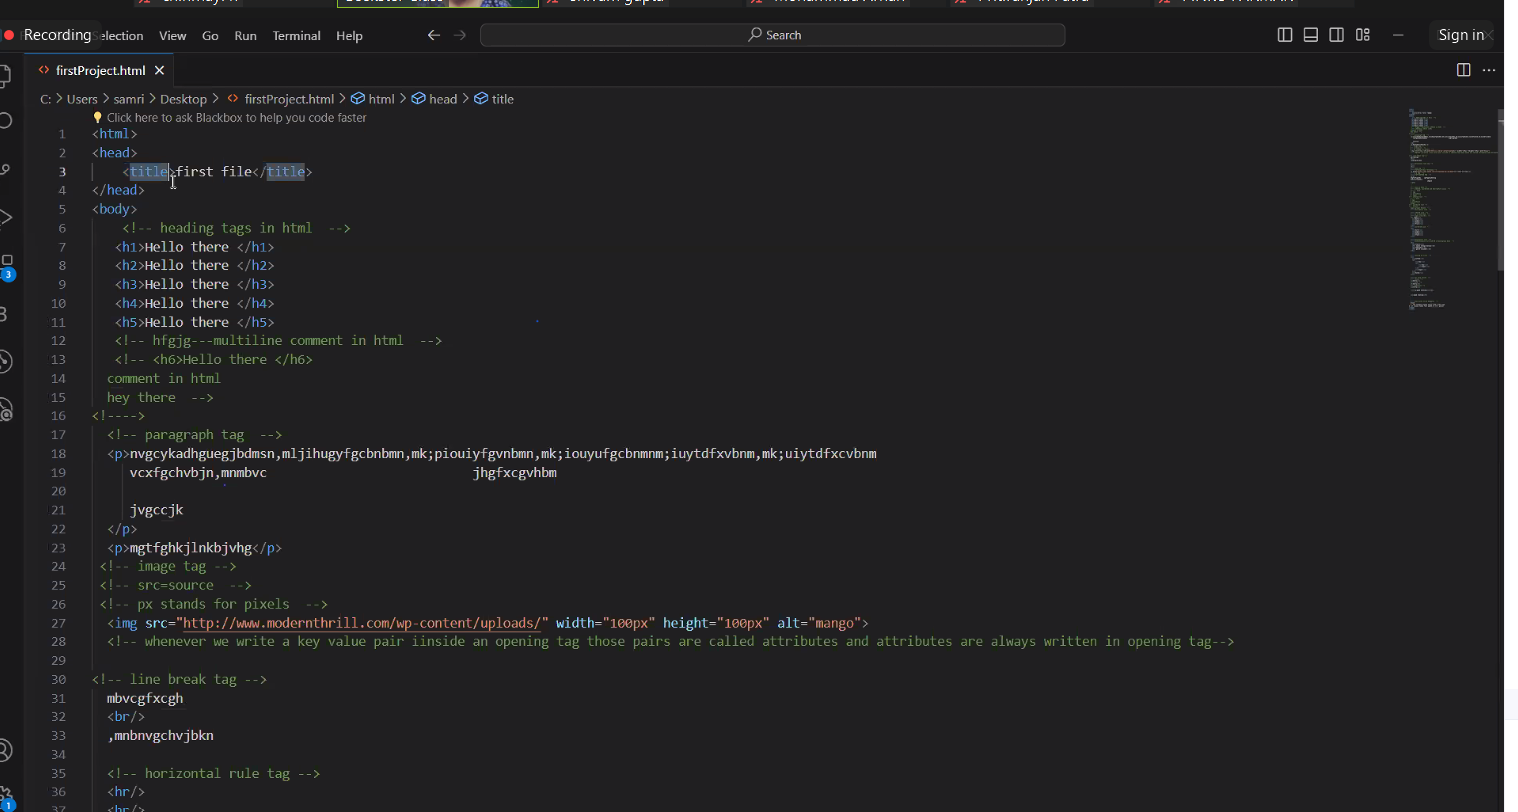 Recording
Selection View Go Run Terminal Help Search Sign in
firstProject.html
C: > Users > samri > Desktop > firstProject.html > html > head > title
Click here to ask Blackbox to help you code faster
1 <html>
2 <head>
3 <title>first file</title>
4 </head>
5 <body>
6 <!-- heading tags in html -->
7 <h1>Hello there </h1>
8 <h2>Hello there </h2>
9 <h3>Hello there </h3>
10 <h4>Hello there </h4>
11 <h5>Hello there </h5>
12 <!-- hfgjg---multiline comment in html -->
13 <!-- <h6>Hello there </h6>
14 comment in html
15 hey there -->
16 <!---->
17 <!-- paragraph tag -->
18 <p>nvgcykadhguegjbdmsn,mljihugyfgcbnbmn,mk;piouiyfgvnbmn,mk;iouyufgcbnmnm;iuytdfxvbnm,mk;uiytdfxcvbnm
19 vcxfgchvbjn,mnmbvc jhgfxcgvhbm
20
21 jvgccjk
22 </p>
23 <p>mgtfghkjlnkbjvhg</p>
24 <!-- image tag -->
25 <!-- src=source -->
26 <!-- px stands for pixels -->
27 <img src="http://www.modernthrill.com/wp-content/uploads/" width="100px" height="100px" alt="mango">
28 <!-- whenever we write a key value pair iinside an opening tag those pairs are called attributes and attributes are always written in opening tag-->
29
30 <!-- line break tag -->
31 mbvcgfxcgh
32 <br/>
33 ,mnbnvgchvjbkn
34
35 <!-- horizontal rule tag -->
36 <hr/>
37 <br/>
3
1